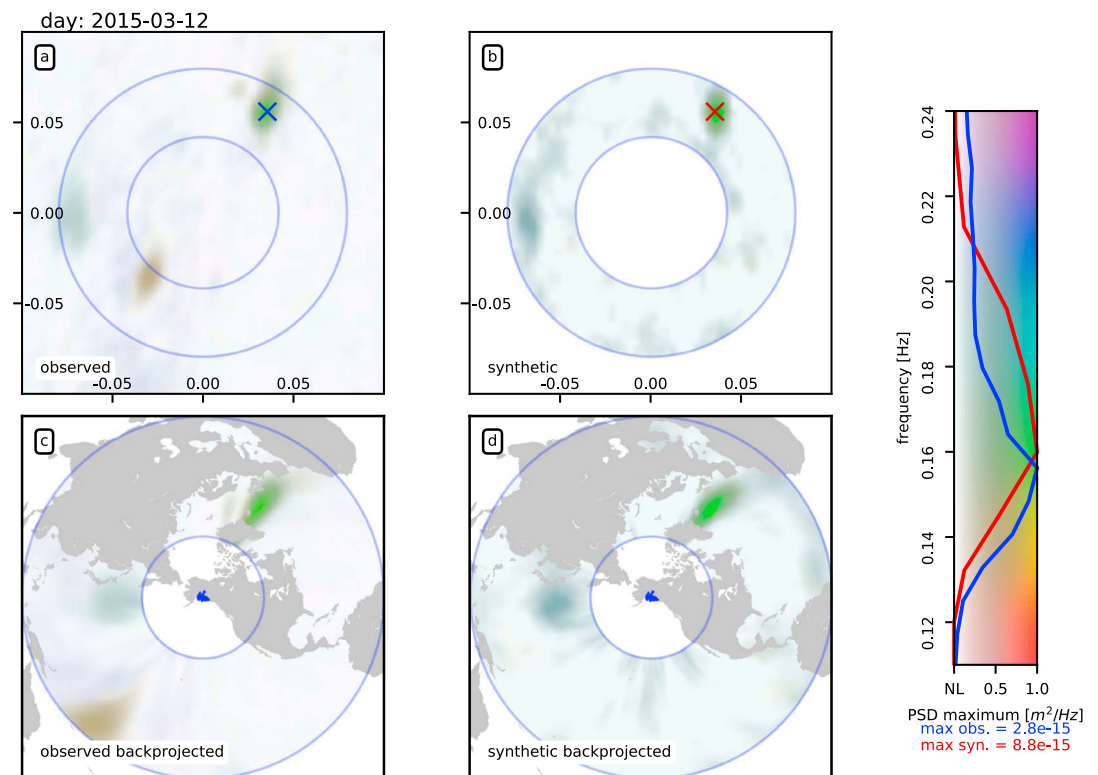 day: 2015-03-12
a
0.05
0.00
-0.05
observed
-0.05 0.00 0.05
b
0.05
0.00
-0.05
synthetic
-0.05 0.00 0.05
c
observed backprojected
d
synthetic backprojected
frequency [Hz]
0.24
0.22
0.20
0.18
0.16
0.14
0.12
NL 0.5 1.0
PSD maximum [m²/Hz]
max obs. = 2.8e-15
max syn. = 8.8e-15